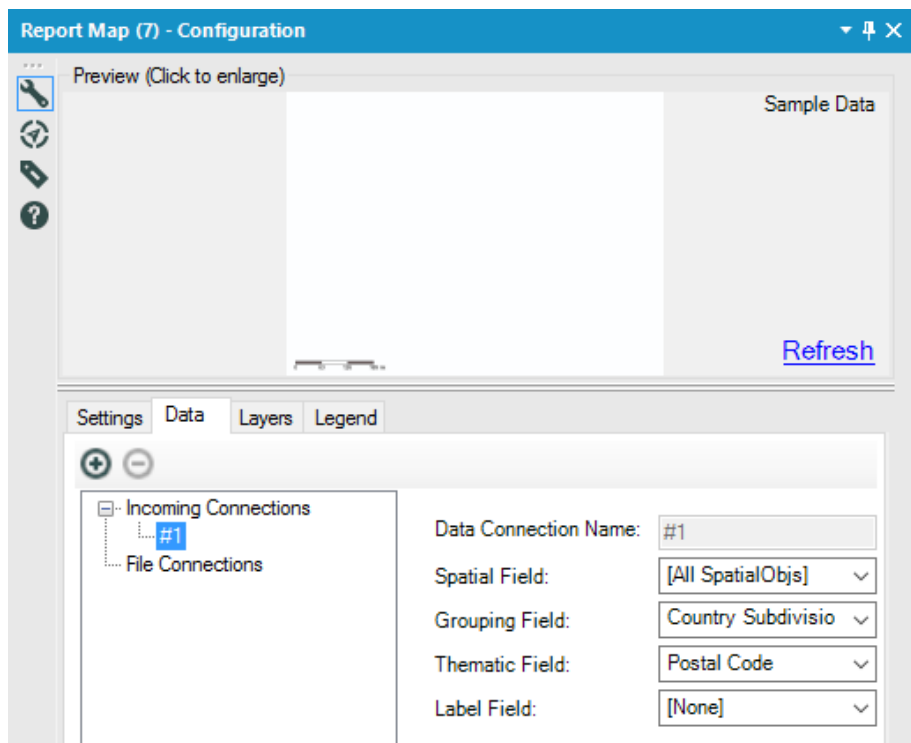 Report Map (7) - Configuration
Preview (Click to enlarge)
Sample Data
Refresh
Settings Data Layers Legend
Incoming Connections
#1
File Connections
Data Connection Name: #1
Spatial Field: [All SpatialObjs]
Grouping Field: Country Subdivisio
Thematic Field: Postal Code
Label Field: [None]